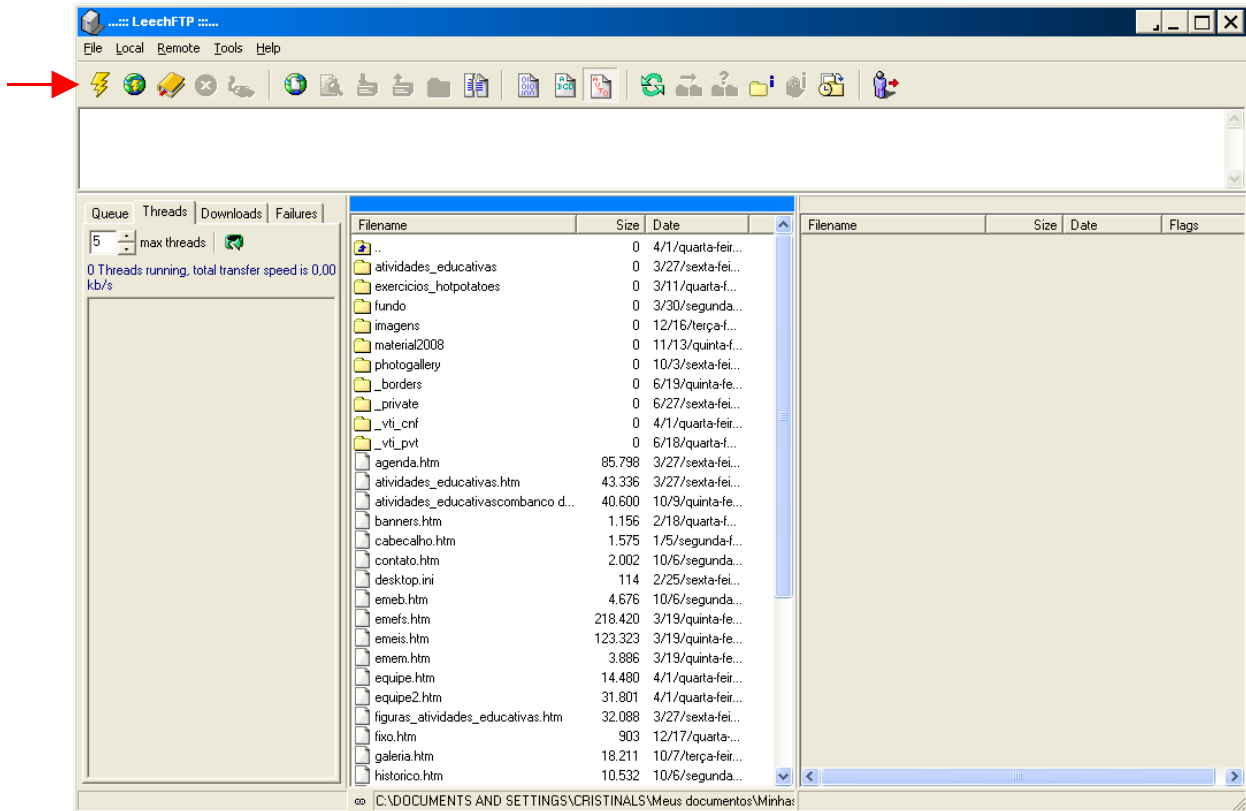 ...::: LeechFTP :::...
File Local Remote Tools Help
Queue Threads Downloads Failures
5 max threads
0 Threads running, total transfer speed is 0,00
kb/s
Filename Size Date
.. 0 4/1/quarta-feir...
atividades_educativas 0 3/27/sexta-fei...
exercicios_hotpotatoes 0 3/11/quarta-f...
fundo 0 3/30/segunda...
imagens 0 12/16/terça-f...
material2008 0 11/13/quinta-f...
photogallery 0 10/3/sexta-fei...
_borders 0 6/19/quinta-fe...
_private 0 6/27/sexta-fei...
_vti_cnf 0 4/1/quarta-feir...
_vti_pvt 0 6/18/quarta-f...
agenda.htm 85.798 3/27/sexta-fei...
atividades_educativas.htm 43.336 3/27/sexta-fei...
atividades_educativascombanco d... 40.600 10/9/quinta-fe...
banners.htm 1.156 2/18/quarta-f...
cabecalho.htm 1.575 1/5/segunda-f...
contato.htm 2.002 10/6/segunda...
desktop.ini 114 2/25/sexta-fei...
emeb.htm 4.676 10/6/segunda...
emefs.htm 218.420 3/19/quinta-fe...
emeis.htm 123.323 3/19/quinta-fe...
emem.htm 3.886 3/19/quinta-fe...
equipe.htm 14.480 4/1/quarta-feir...
equipe2.htm 31.801 4/1/quarta-feir...
figuras_atividades_educativas.htm 32.088 3/27/sexta-fei...
fixo.htm 903 12/17/quarta-...
galeria.htm 18.211 10/7/terça-feir...
historico.htm 10.532 10/6/segunda...
Filename Size Date Flags
C:\DOCUMENTS AND SETTINGS\CRISTINALS\Meus documentos\Minhas